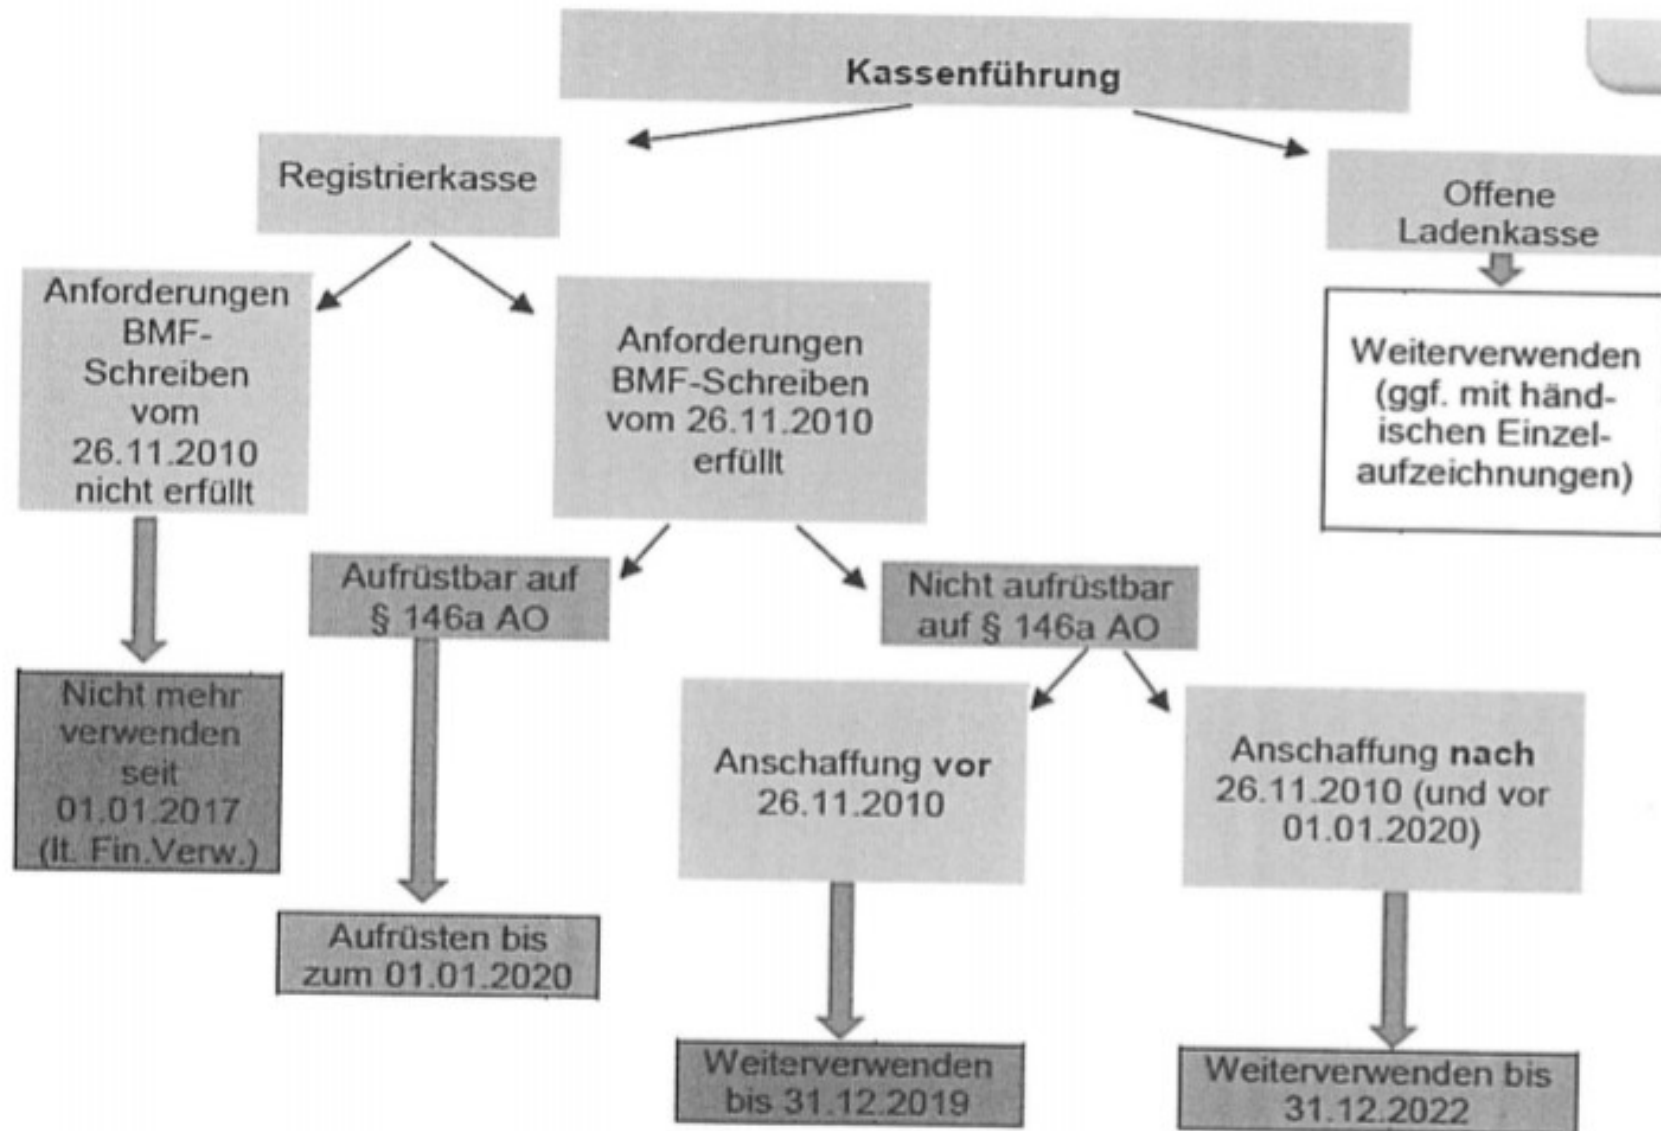 Kassenführung
Registrierkasse
Offene
Ladenkasse
Anforderungen
BMF-
Schreiben
vom
26.11.2010
nicht erfüllt
Anforderungen
BMF-Schreiben
vom 26.11.2010
erfüllt
Weiterverwenden
(ggf. mit händ-
ischen Einzel-
aufzeichnungen)
Aufrüstbar auf
§ 146a AO
Nicht aufrüstbar
auf § 146a AO
Nicht mehr
verwenden
seit
01.01.2017
(lt. Fin.Verw.)
Anschaffung vor
26.11.2010
Anschaffung nach
26.11.2010 (und vor
01.01.2020)
Aufrüsten bis
zum 01.01.2020
Weiterverwenden
bis 31.12.2019
Weiterverwenden bis
31.12.2022